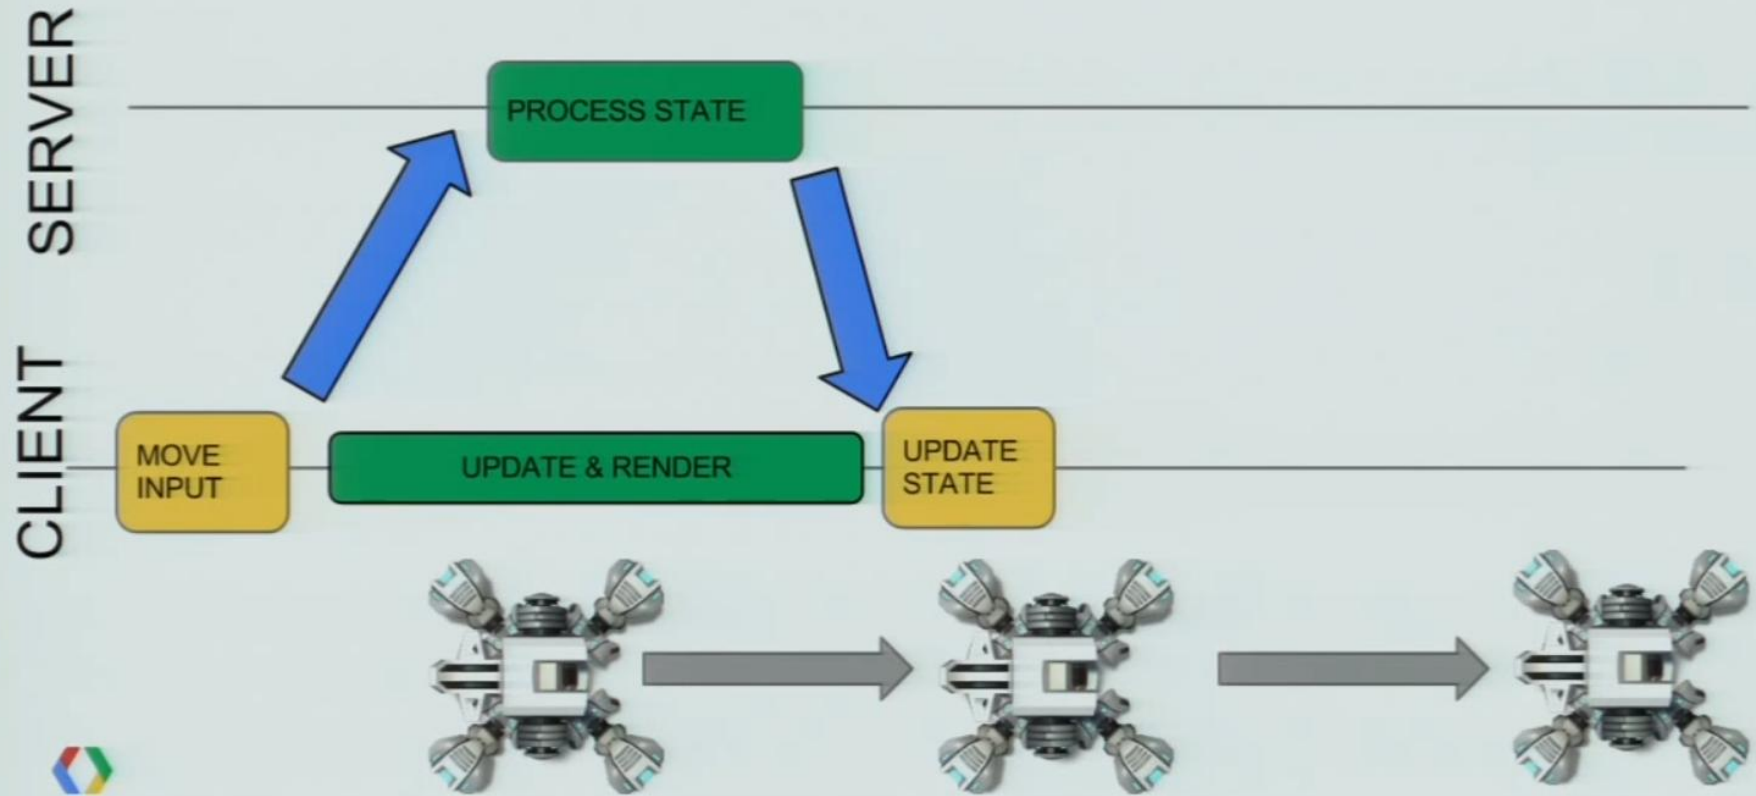 SERVER
PROCESS STATE
CLIENT
MOVE
INPUT
UPDATE & RENDER
UPDATE
STATE